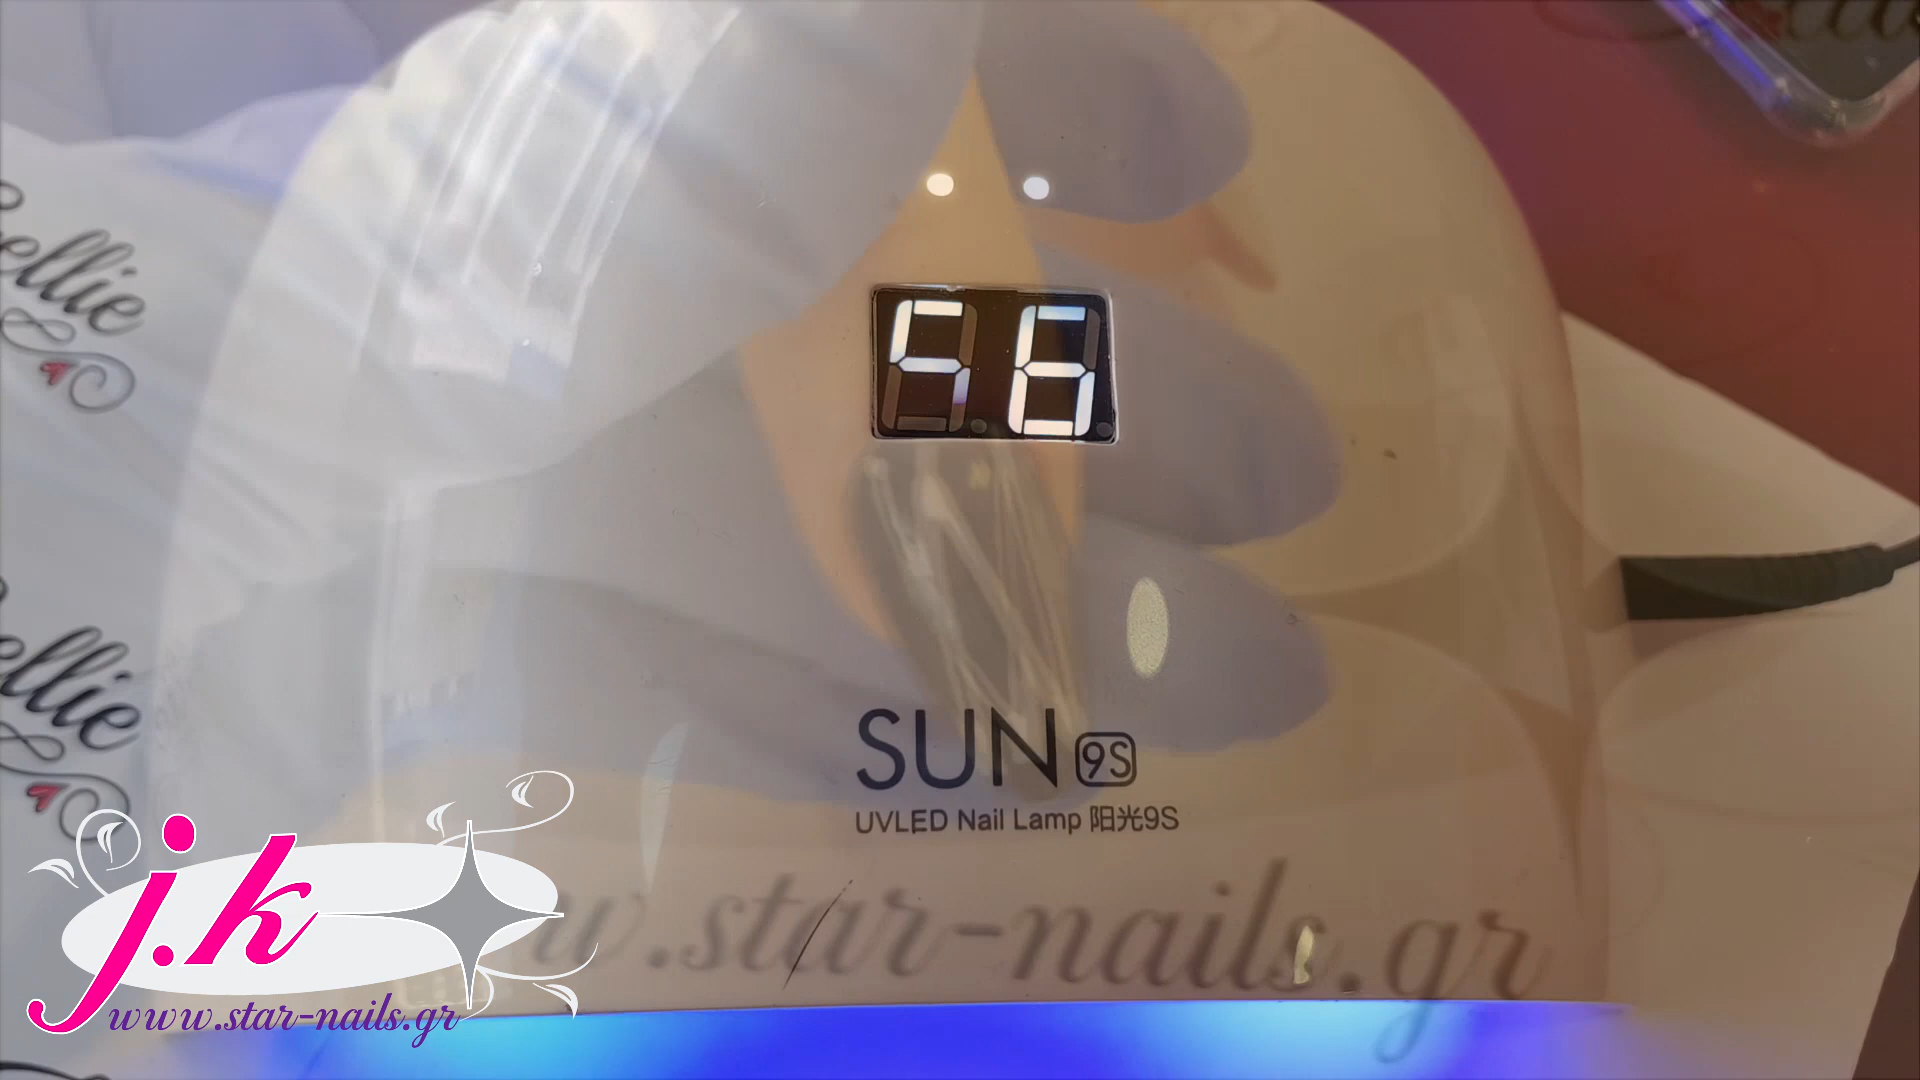 ellie
56
SUN 9S
UVLED Nail Lamp 阳光9S
ellie
w.star-nails.gr
j.k
www.star-nails.gr